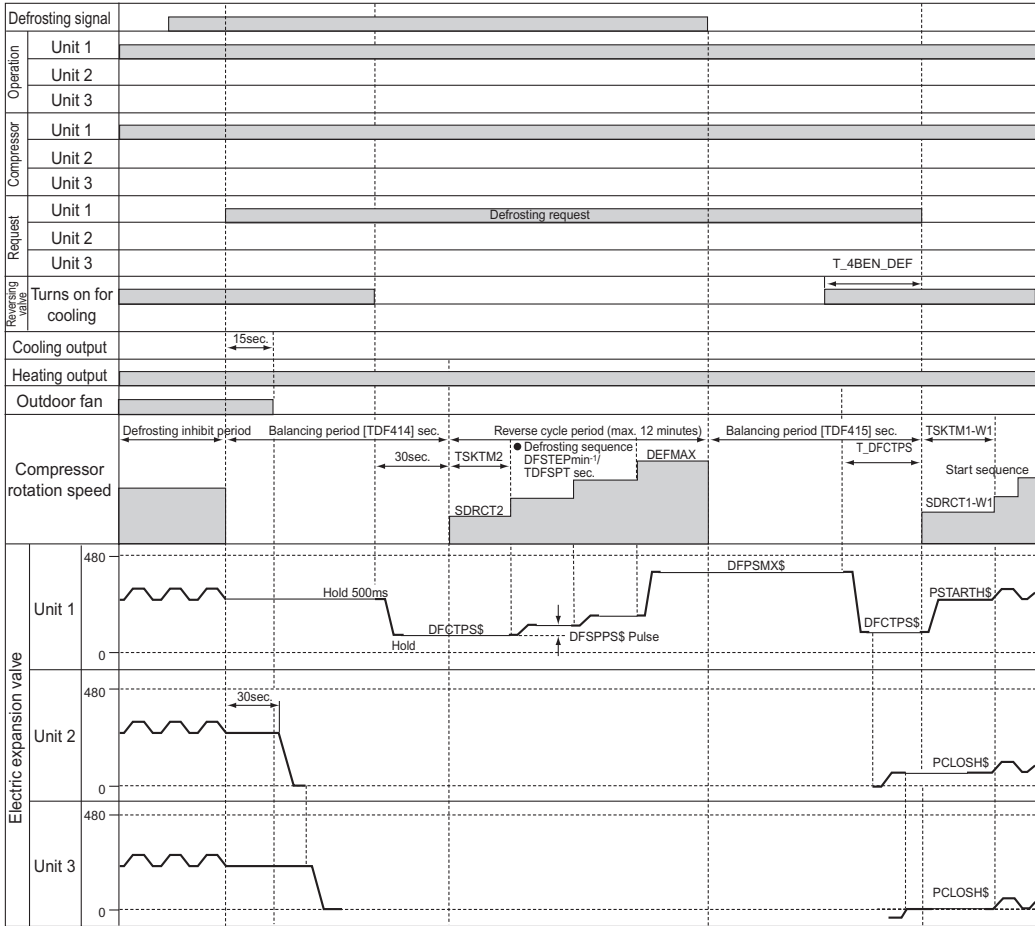 Defrosting signal
Operation
Unit 1
Unit 2
Unit 3
Compressor
Unit 1
Unit 2
Unit 3
Request
Unit 1
Defrosting request
Unit 2
Unit 3
T_4BEN_DEF
Reversing valve
Turns on for
cooling
Cooling output
15sec.
Heating output
Outdoor fan
Compressor
rotation speed
Defrosting inhibit period
Balancing period [TDF414] sec.
Reverse cycle period (max. 12 minutes)
Balancing period [TDF415] sec.
TSKTM1-W1
30sec.
TSKTM2
● Defrosting sequence
DFSTEPmin-1/
TDFSPT sec.
DEFMAX
T_DFCTPS
Start sequence
SDRCT2
SDRCT1-W1
Electric expansion valve
Unit 1
480
0
Hold 500ms
Hold
DFCTPS$
DFSPPS$ Pulse
DFPSMX$
DFCTPS$
PSTARTH$
Unit 2
480
0
30sec.
PCLOSH$
Unit 3
480
0
PCLOSH$